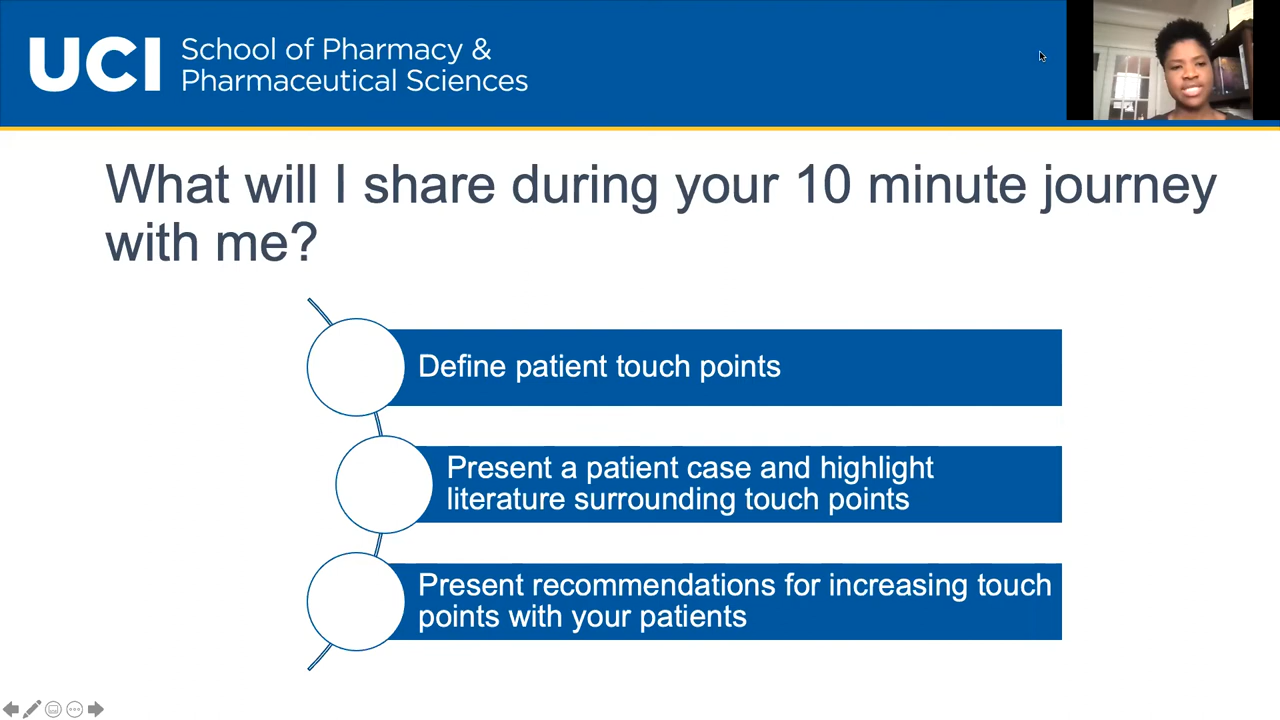 UCI School of Pharmacy &
Pharmaceutical Sciences
What will I share during your 10 minute journey
with me?
Define patient touch points
Present a patient case and highlight
literature surrounding touch points
Present recommendations for increasing touch
points with your patients